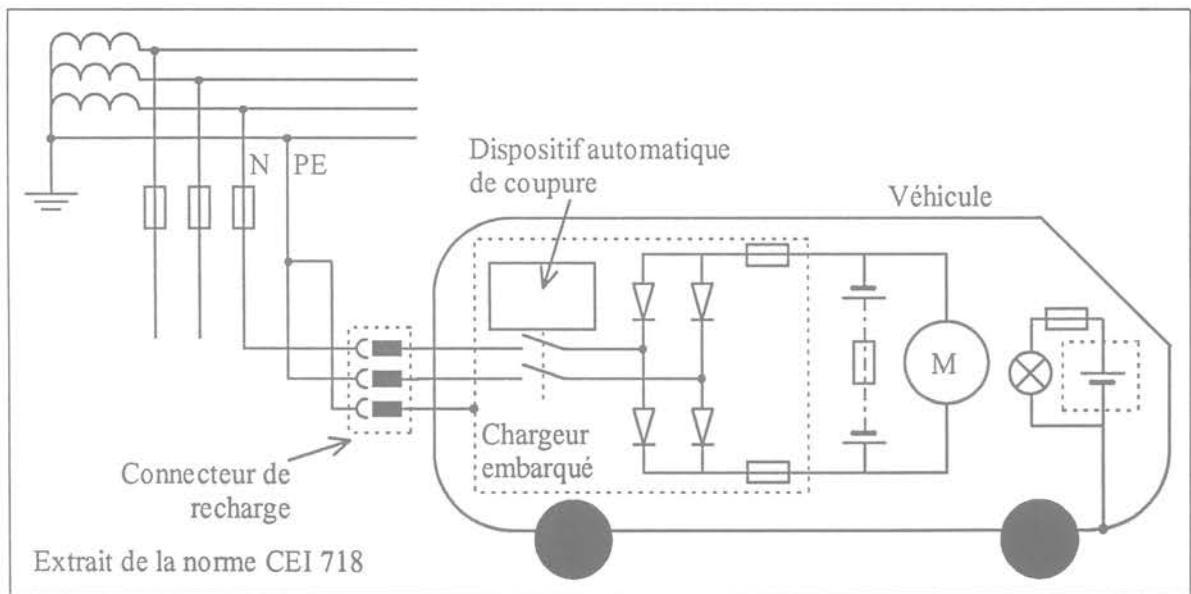 N PE
Dispositif automatique
de coupure
Véhicule
M
Chargeur
embarqué
Connecteur de
recharge
Extrait de la norme CEI 718